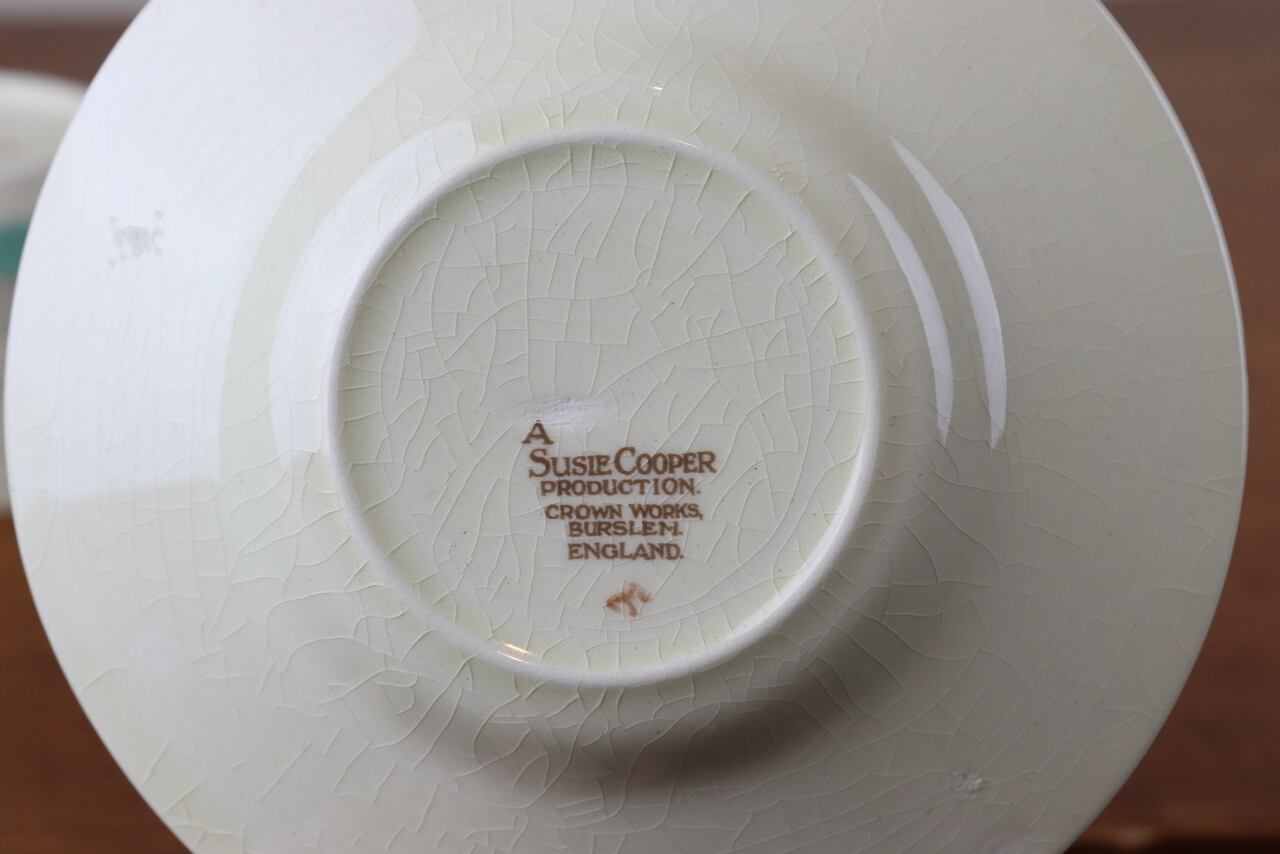 A
SUSIE COOPER
PRODUCTION.
CROWN WORKS,
BURSLEM.
ENGLAND.